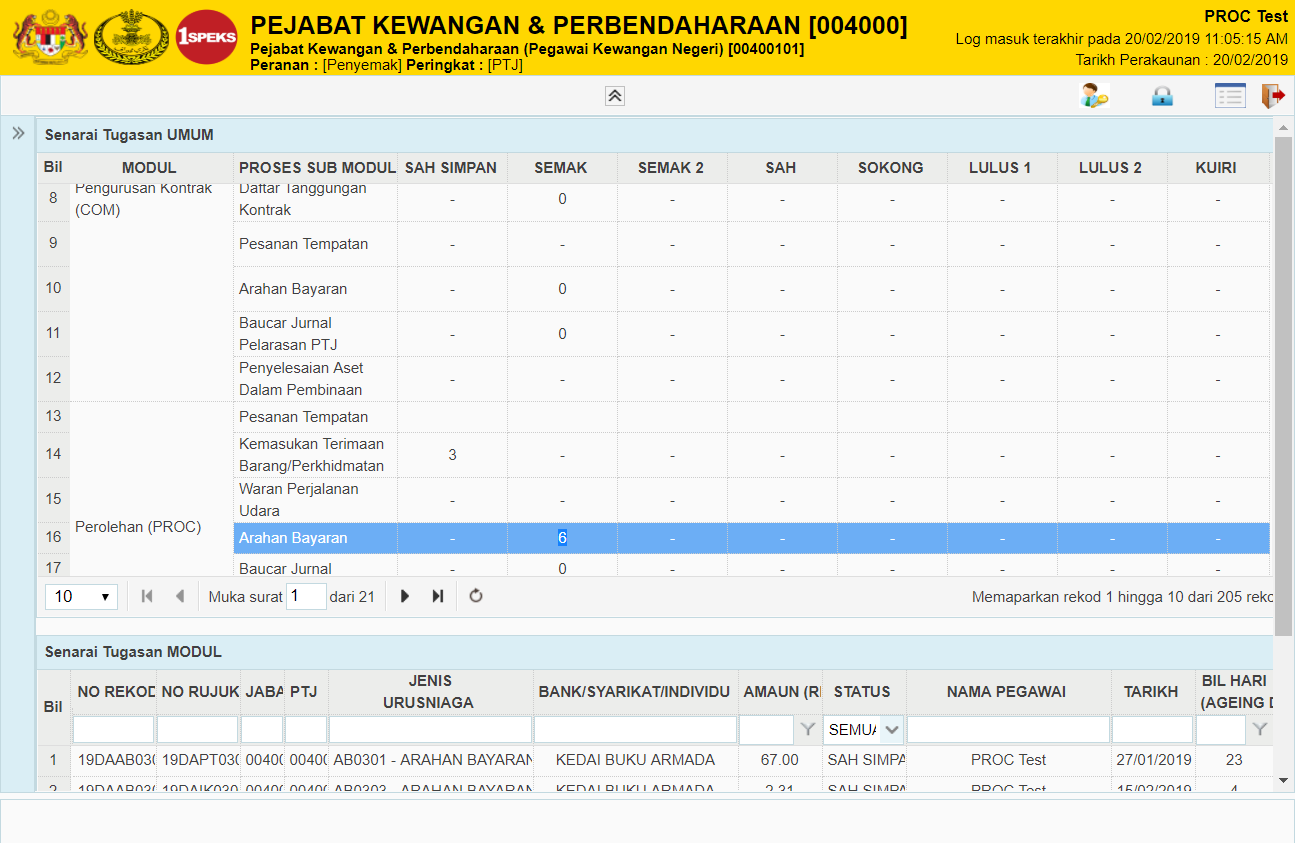 1SPEKS
PEJABAT KEWANGAN & PERBENDAHARAAN [004000]
Pejabat Kewangan & Perbendaharaan (Pegawai Kewangan Negeri) [00400101]
Peranan : [Penyemak] Peringkat : [PTJ]
PROC Test
Log masuk terakhir pada 20/02/2019 11:05:15 AM
Tarikh Perakaunan : 20/02/2019
Senarai Tugasan UMUM
Bil MODUL PROSES SUB MODUL SAH SIMPAN SEMAK SEMAK 2 SAH SOKONG LULUS 1 LULUS 2 KUIRI
8 Pengurusan Kontrak (COM) Daftar Tanggungan Kontrak - 0 - - - - - -
9 Pesanan Tempatan - - - - - - - -
10 Arahan Bayaran - 0 - - - - - -
11 Baucar Jurnal Pelarasan PTJ - 0 - - - - - -
12 Penyelesaian Aset Dalam Pembinaan - - - - - - - -
13 Pesanan Tempatan
14 Kemasukan Terimaan Barang/Perkhidmatan 3 - - - - - - -
15 Waran Perjalanan Udara - - - - - - - -
Perolehan (PROC)
16 Arahan Bayaran - 6 - - - - - -
17 Baucar Jurnal - 0 - - - - - -
10 Muka surat 1 dari 21 Memaparkan rekod 1 hingga 10 dari 205 reko
Senarai Tugasan MODUL
Bil NO REKOD NO RUJUK JABA PTJ JENIS URUSNIAGA BANK/SYARIKAT/INDIVIDU AMAUN (RI STATUS NAMA PEGAWAI TARIKH BIL HARI (AGEING D
SEMUA
1 19DAAB030 19DAPT030 00400 00400 AB0301 - ARAHAN BAYARAN KEDAI BUKU ARMADA 67.00 SAH SIMPA PROC Test 27/01/2019 23
2 19DAAB030 19DAIK030 00400 00400 AB0303 - ARAHAN BAYARAN KEDAI BUKU ARMADA 2.31 SAH SIMPA PROC Test 15/02/2019 4